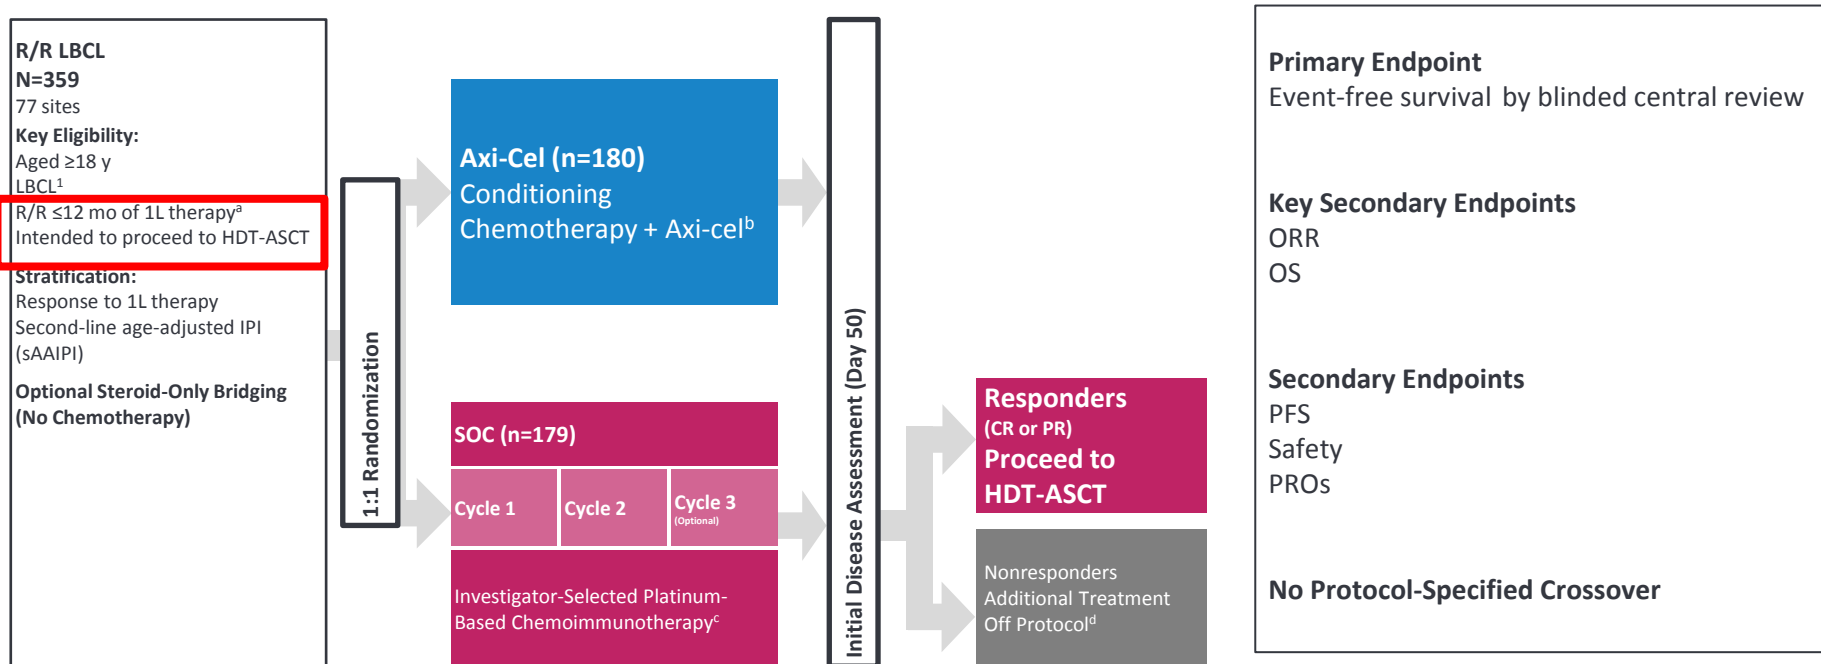 R/R LBCL
N=359
77 sites
Key Eligibility:
Aged ≥18 y
LBCL¹
R/R ≤12 mo of 1L therapyᵃ
Intended to proceed to HDT-ASCT
Stratification:
Response to 1L therapy
Second-line age-adjusted IPI
(sAAIPI)
Optional Steroid-Only Bridging
(No Chemotherapy)
1:1 Randomization
Axi-Cel (n=180)
Conditioning
Chemotherapy + Axi-celᵇ
SOC (n=179)
Cycle 1
Cycle 2
Cycle 3
(Optional)
Investigator-Selected Platinum-
Based Chemoimmunotherapyᶜ
Initial Disease Assessment (Day 50)
Responders
(CR or PR)
Proceed to
HDT-ASCT
Nonresponders
Additional Treatment
Off Protocolᵈ
Primary Endpoint
Event-free survival by blinded central review
Key Secondary Endpoints
ORR
OS
Secondary Endpoints
PFS
Safety
PROs
No Protocol-Specified Crossover